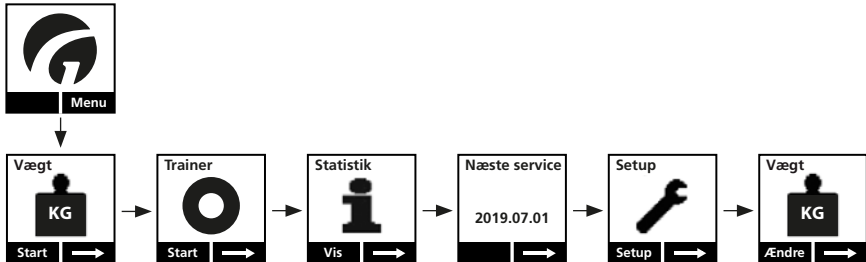 Menu
Vægt
KG
Start
Trainer
Start
Statistik
Vis
Næste service
2019.07.01
Setup
Setup
Vægt
KG
Ændre